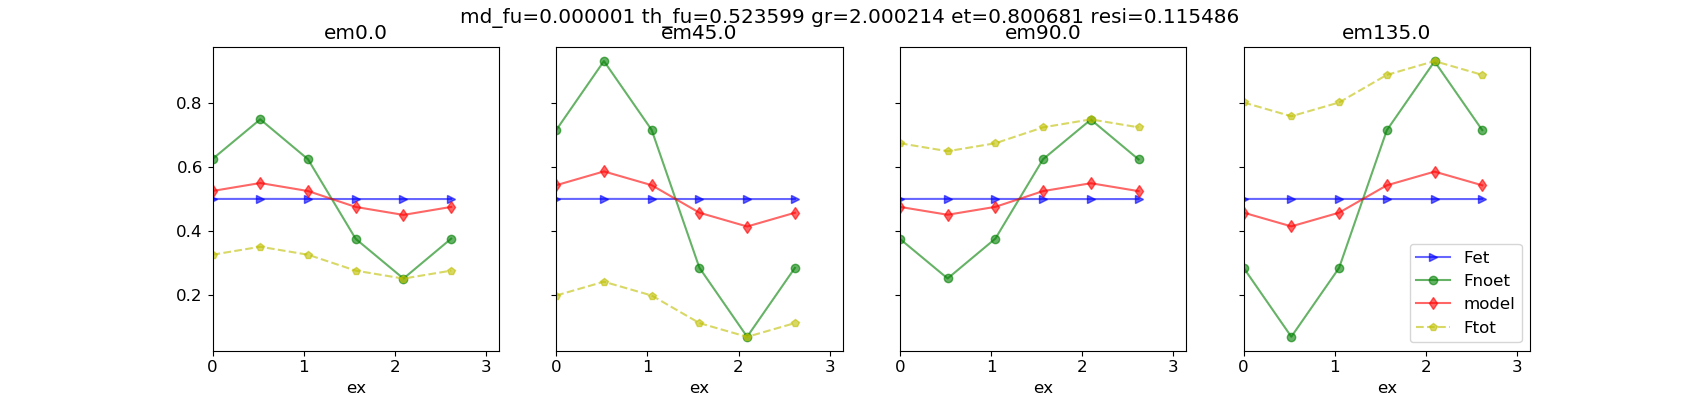 md_fu=0.000001 th_fu=0.523599 gr=2.000214 et=0.800681 resi=0.115486
em0.0 em45.0 em90.0 em135.0
0.8
0.6
0.4
0.2
Fet
Fnoet
model
Ftot
0 1 2 3 0 1 2 3 0 1 2 3 0 1 2 3
ex ex ex ex